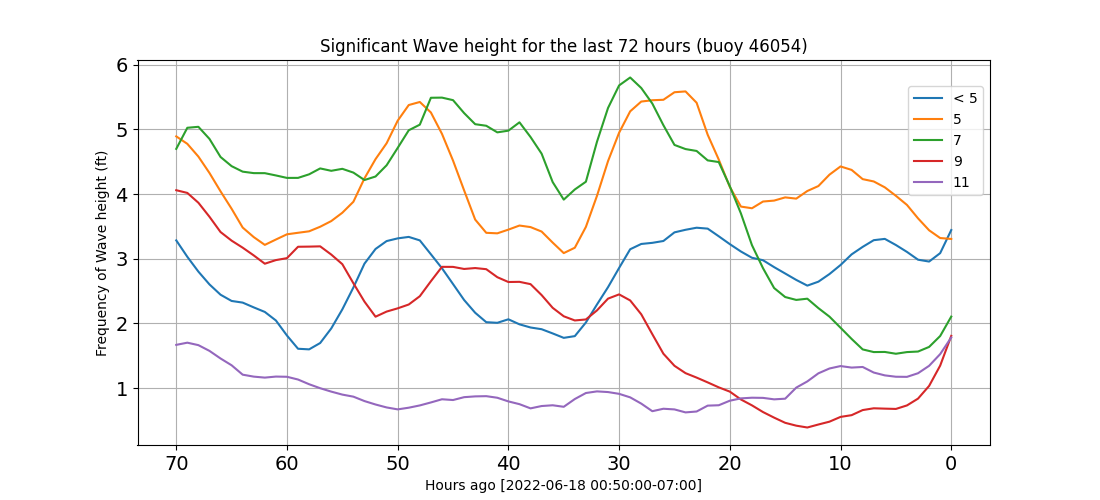 Significant Wave height for the last 72 hours (buoy 46054)
Frequency of Wave height (ft)
6
5
4
3
2
1
< 5
5
7
9
11
70 60 50 40 30 20 10 0
Hours ago [2022-06-18 00:50:00-07:00]